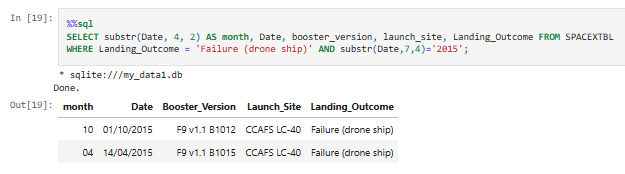 In [19]:
%%sql
SELECT substr(Date, 4, 2) AS month, Date, booster_version, launch_site, Landing_Outcome FROM SPACEXTBL
WHERE Landing_Outcome = 'Failure (drone ship)' AND substr(Date,7,4)='2015';
* sqlite:///my_data1.db
Done.
Out[19]:
month Date Booster_Version Launch_Site Landing_Outcome
10 01/10/2015 F9 v1.1 B1012 CCAFS LC-40 Failure (drone ship)
04 14/04/2015 F9 v1.1 B1015 CCAFS LC-40 Failure (drone ship)